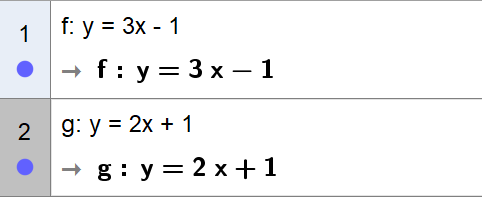 1
f: y = 3x - 1
→ f : y = 3 x − 1
2
g: y = 2x + 1
→ g : y = 2 x + 1